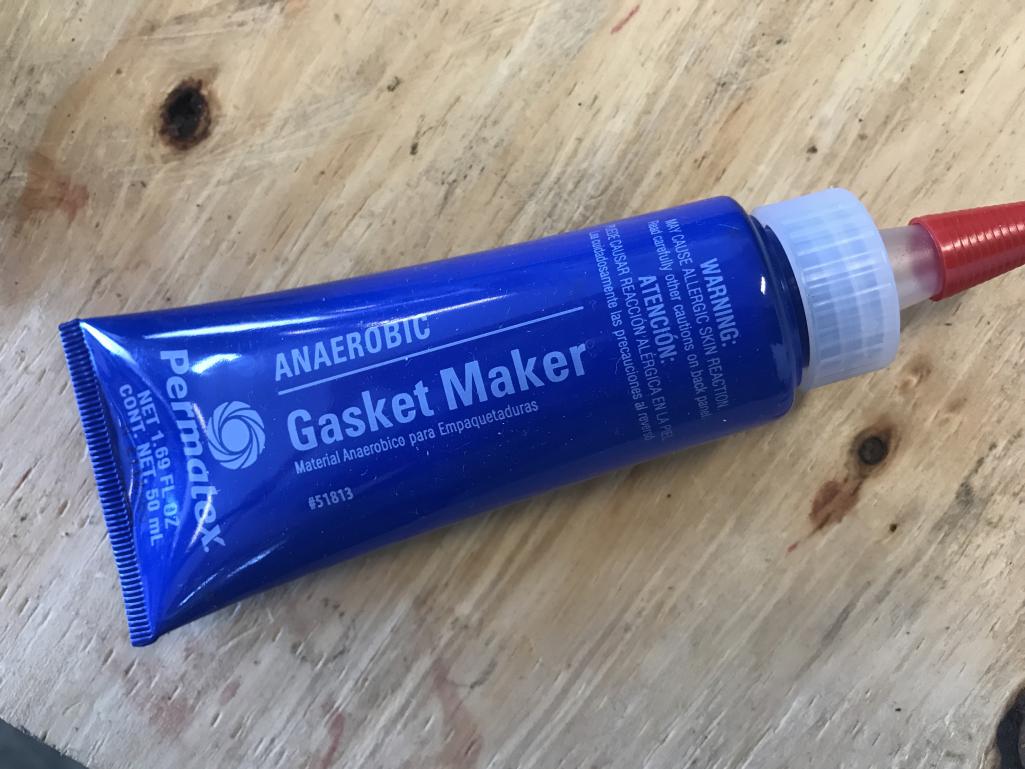 ANAEROBIC
Gasket Maker
Material Anaerobico para Empaquetaduras
#51813
Permatex
NET 1.69 FL OZ
CONT. NET. 50 mL
WARNING:
MAY CAUSE ALLERGIC SKIN REACTION
Read carefully other cautions on back panel
ATENCIÓN:
PUEDE CAUSAR REACCIÓN ALÉRGICA EN LA PIEL
cuidadosamente las precauciones al reverso